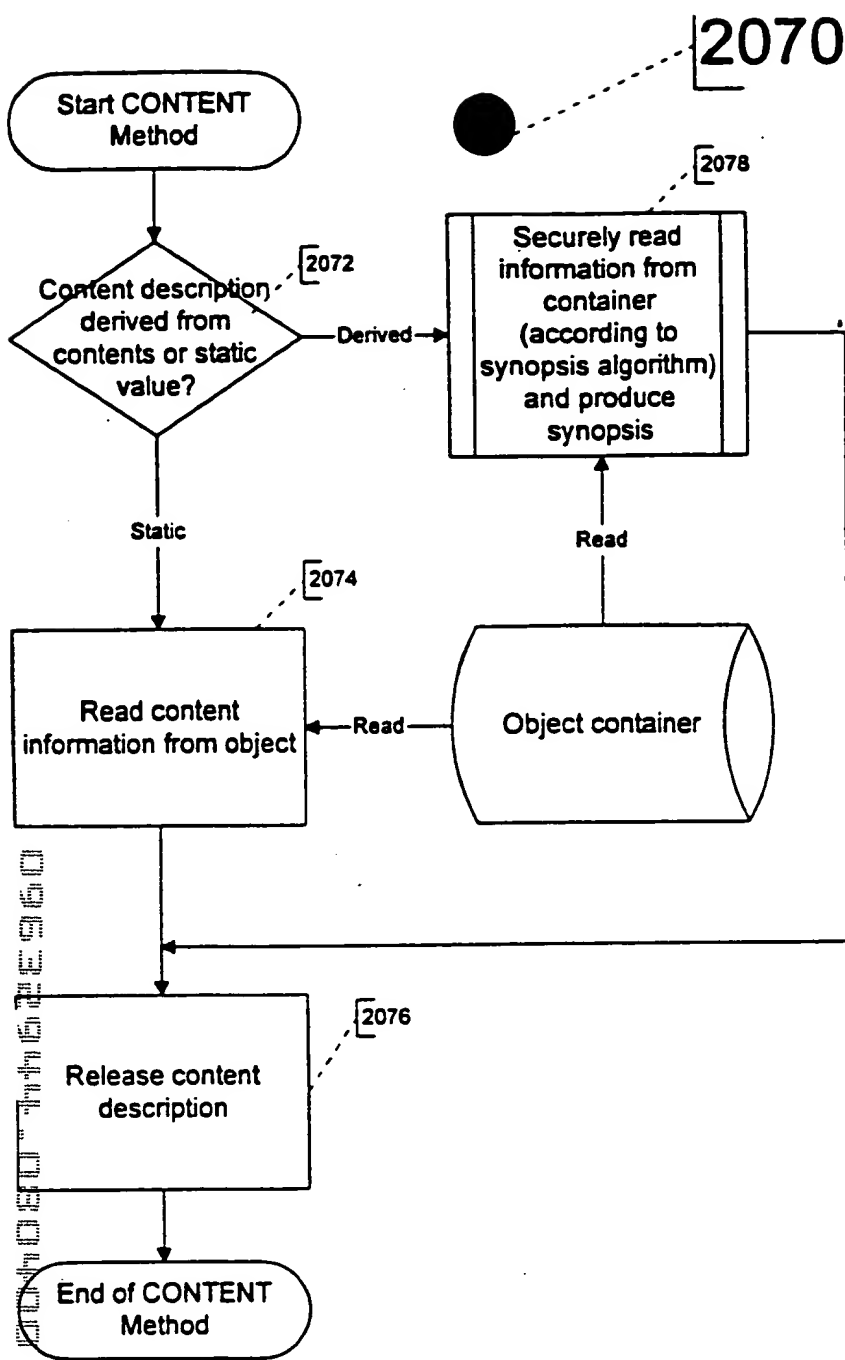 2070
Start CONTENT
Method
2078
Securely read
information from
container
(according to
synopsis algorithm)
and produce
synopsis
2072
Content description
derived from
contents or static
value?
Derived
Static
Read
2074
Read content
information from object
Read
Object container
2076
Release content
description
End of CONTENT
Method